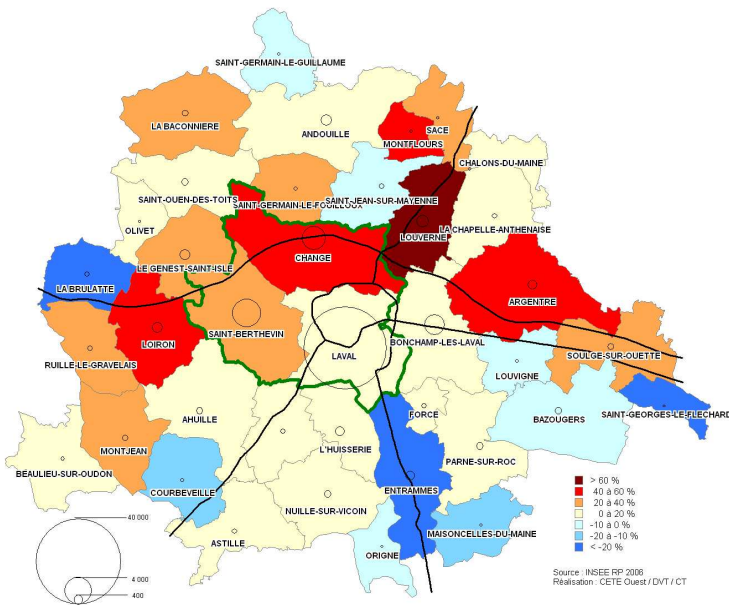 SAINT-GERMAIN-LE-GUILLAUME
LA BACONNIERE
ANDOUILLE
SACE
MONTFLOURS
CHALONS-DU-MAINE
SAINT-OUEN-DES-TOITS
SAINT-GERMAIN-LE-FOUILLOUX
SAINT-JEAN-SUR-MAYENNE
OLIVET
LA CHAPELLE-ANTHENAISE
LOUVERNE
CHANGE
LE GENEST-SAINT-ISLE
LA BRULATTE
ARGENTRE
SAINT-BERTHEVIN
LOIRON
BONCHAMP-LES-LAVAL
LAVAL
SOULGE-SUR-OUETTE
RUILLE-LE-GRAVELAIS
LOUVIGNE
SAINT-GEORGES-LE-FLECHARD
FORCE
BAZOUGERS
AHUILLE
MONTJEAN
L'HUISSERIE
PARNE-SUR-ROC
BEAULIEU-SUR-OUDON
COURBEVEILLE
ENTRAMMES
NUILLE-SUR-VICOIN
ASTILLE
MAISONCELLES-DU-MAINE
ORIGNE
40 000
4 000
400
> 60 %
40 à 60 %
20 à 40 %
0 à 20 %
-10 à 0 %
-20 à -10 %
< -20 %
Source : INSEE RP 2006
Réalisation : CETE Ouest / DVT / CT